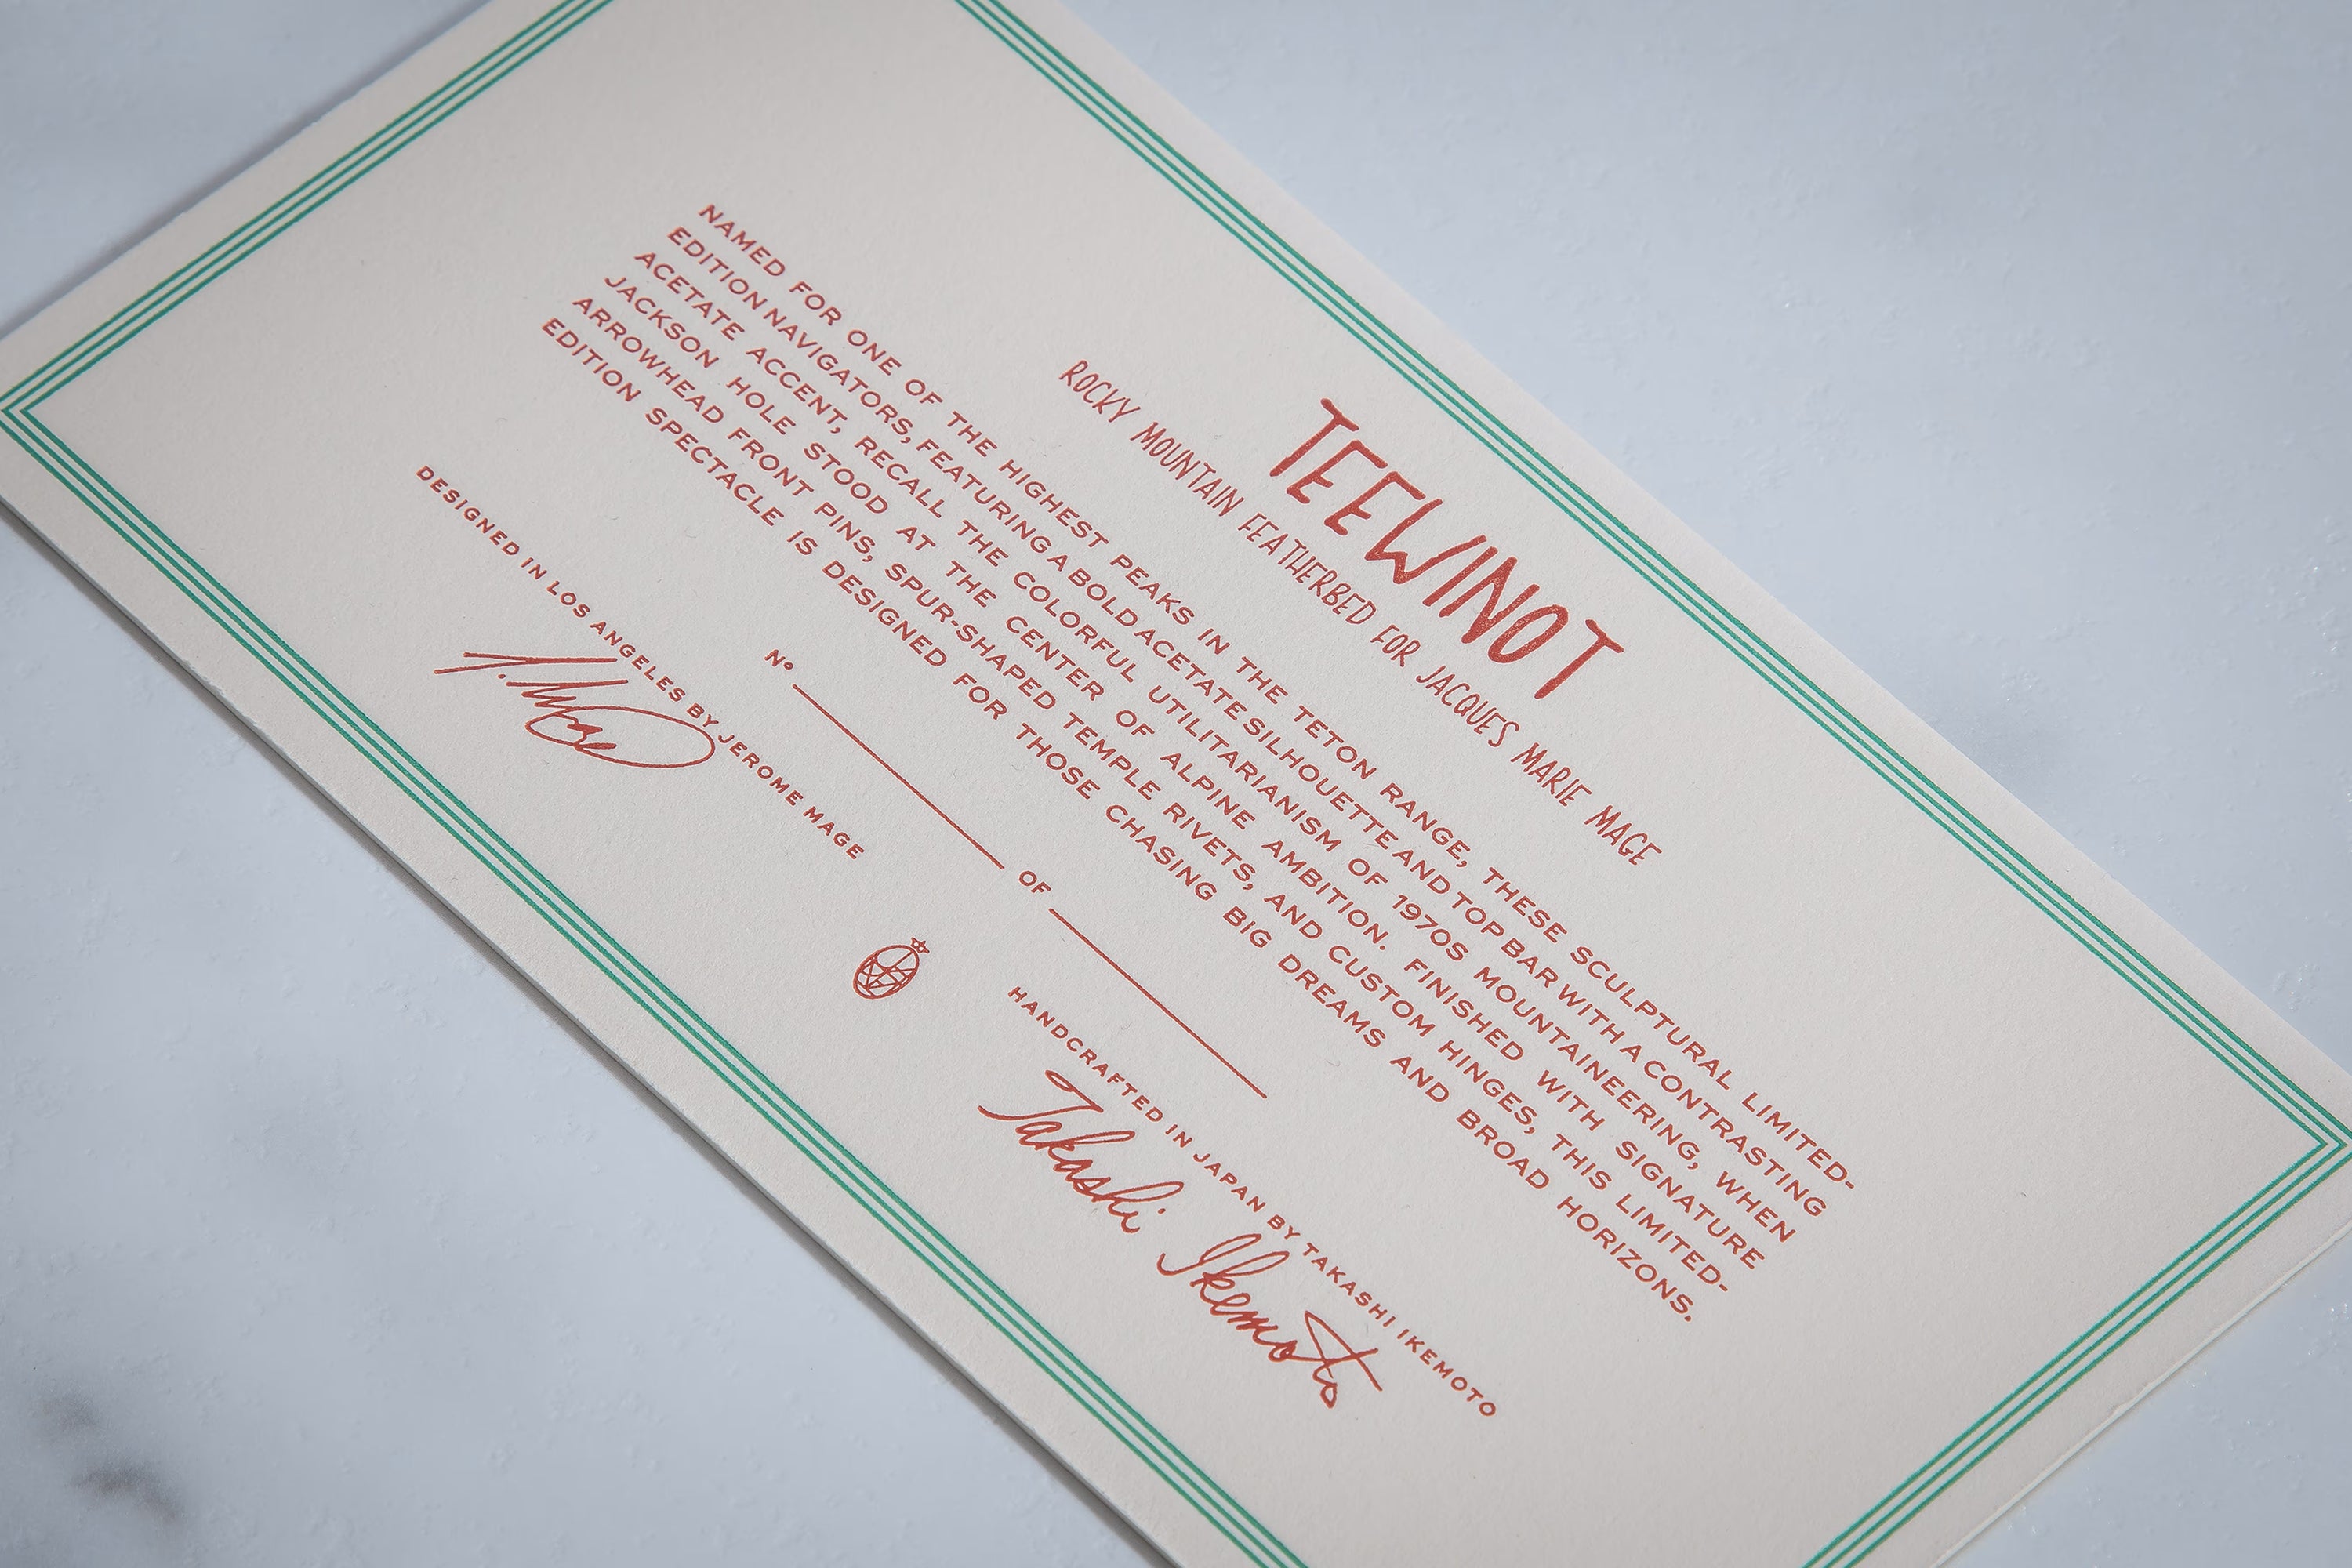 TEEWINOT
ROCKY MOUNTAIN FEATHERBED FOR JACQUES MARIE MAGE
NAMED FOR ONE OF THE HIGHEST PEAKS IN THE TETON RANGE, THESE SCULPTURAL LIMITED-
EDITION NAVIGATORS, FEATURING A BOLD ACETATE SILHOUETTE AND TOP BAR WITH A CONTRASTING
ACETATE ACCENT, RECALL THE COLORFUL UTILITARIANISM OF 1970S MOUNTAINEERING, WHEN
JACKSON HOLE STOOD AT THE CENTER OF ALPINE AMBITION. FINISHED WITH SIGNATURE
ARROWHEAD FRONT PINS, SPUR-SHAPED TEMPLE RIVETS, AND CUSTOM HINGES, THIS LIMITED-
EDITION SPECTACLE IS DESIGNED FOR THOSE CHASING BIG DREAMS AND BROAD HORIZONS.
Nº OF
DESIGNED IN LOS ANGELES BY JEROME MAGE
J. Mage
HANDCRAFTED IN JAPAN BY TAKASHI IKEMOTO
Takashi Ikemoto